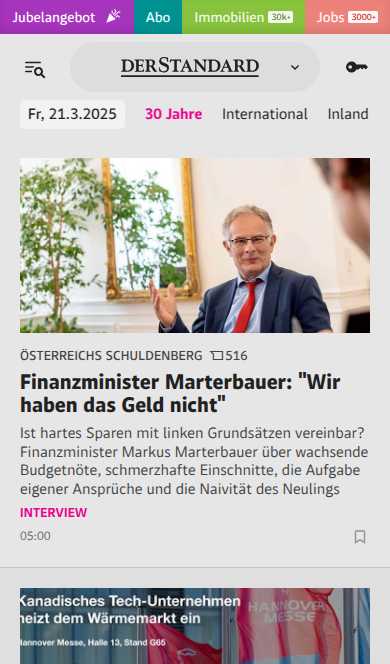 Jubelangebot
Abo
Immobilien 30k+
Jobs 3000+
DERSTANDARD
Fr, 21.3.2025
30 Jahre
International
Inland
ÖSTERREICHS SCHULDENBERG 516
Finanzminister Marterbauer: "Wir
haben das Geld nicht"
Ist hartes Sparen mit linken Grundsätzen vereinbar?
Finanzminister Markus Marterbauer über wachsende
Budgetnöte, schmerzhafte Einschnitte, die Aufgabe
eigener Ansprüche und die Naivität des Neulings
INTERVIEW
05:00
Kanadisches Tech-Unternehmen
heizt dem Wärmemarkt ein
Hannover Messe, Halle 13, Stand G65
HANNOVER
MESSE